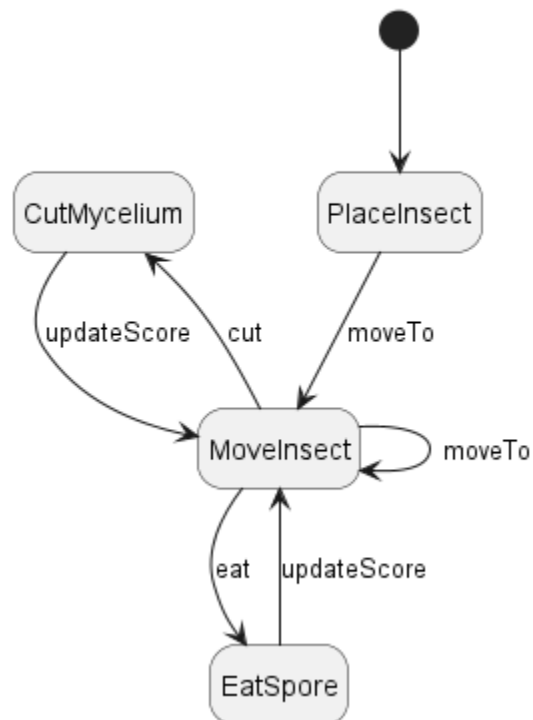 CutMycelium
PlaceInsect
updateScore
cut
moveTo
MoveInsect
moveTo
eat
updateScore
EatSpore